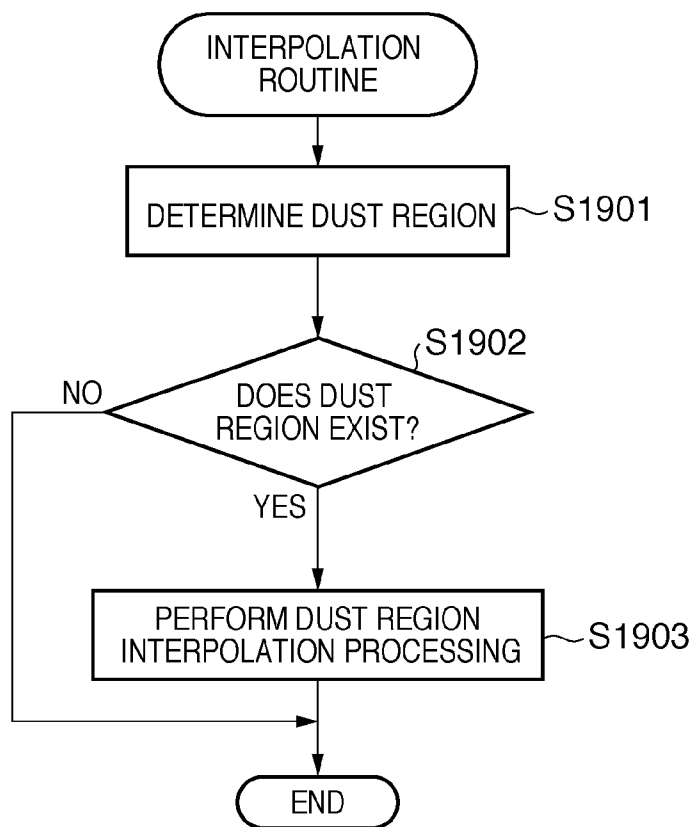 INTERPOLATION
ROUTINE
DETERMINE DUST REGION
S1901
S1902
DOES DUST
REGION EXIST?
NO
YES
PERFORM DUST REGION
INTERPOLATION PROCESSING
S1903
END